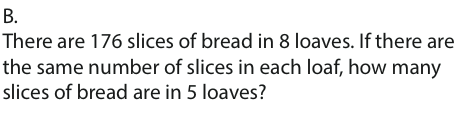 B.
There are 176 slices of bread in 8 loaves. If there are
the same number of slices in each loaf, how many
slices of bread are in 5 loaves?